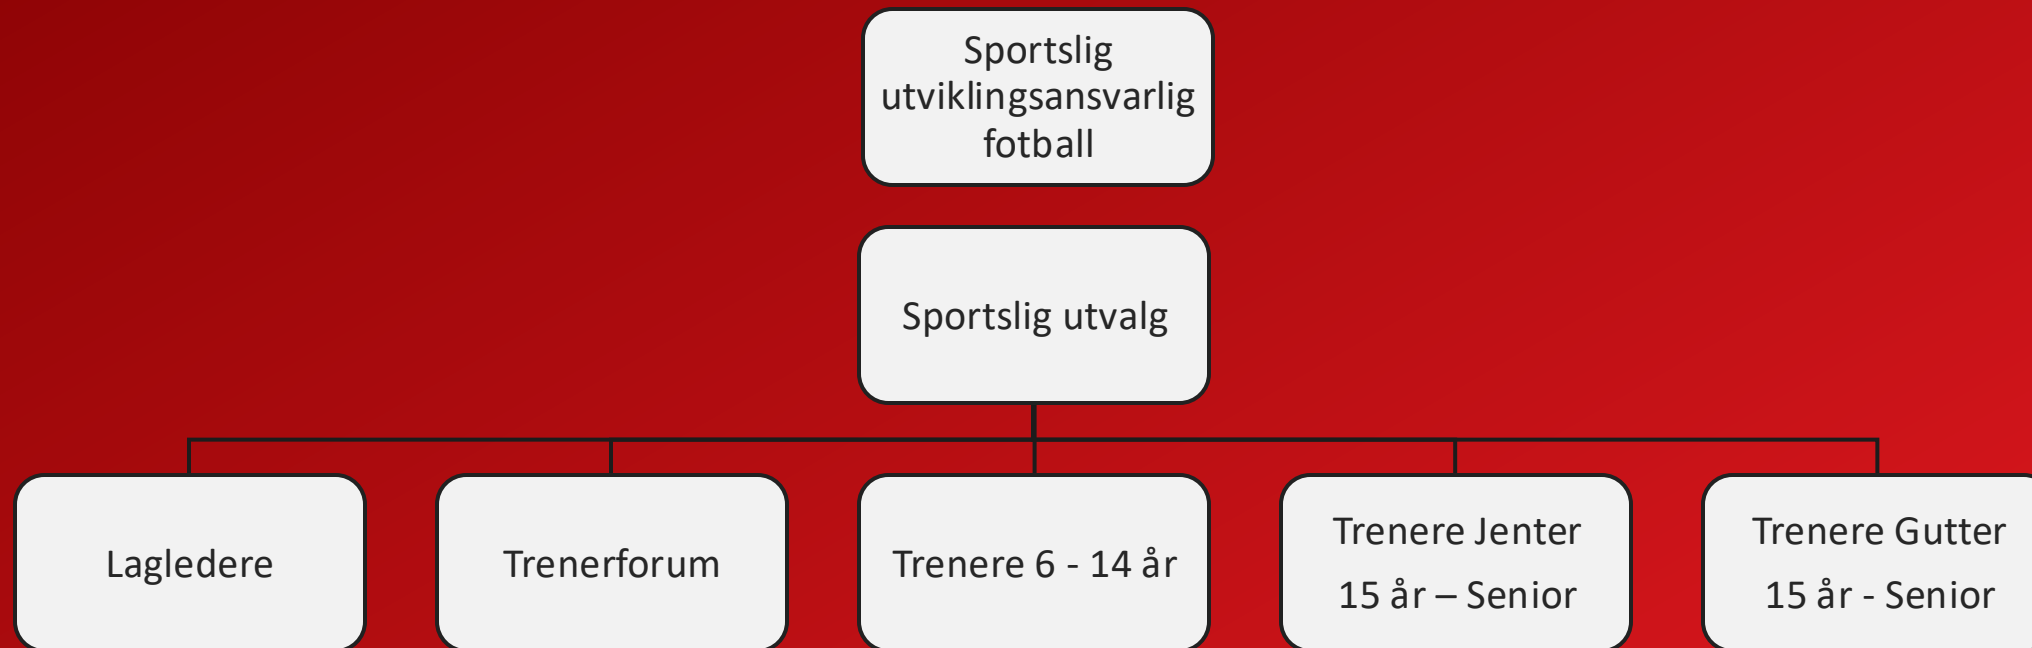 Sportslig
utviklingsansvarlig
fotball
Sportslig utvalg
Lagledere
Trenerforum
Trenere 6 - 14 år
Trenere Jenter
15 år – Senior
Trenere Gutter
15 år - Senior